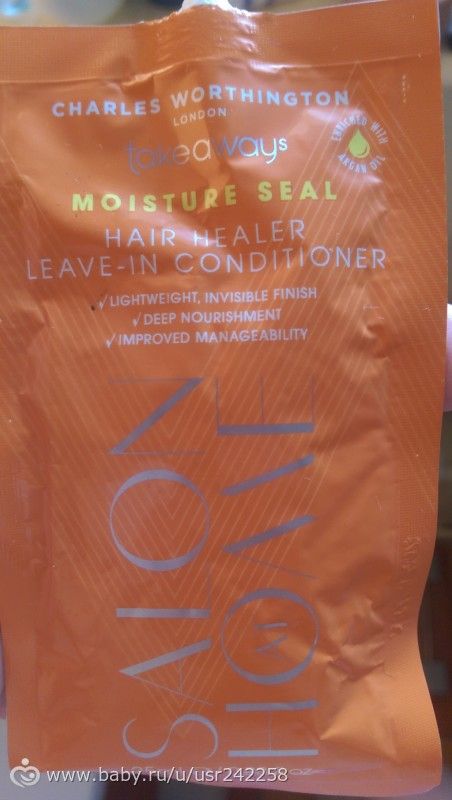 CHARLES WORTHINGTON
LONDON
takeaways
ENRICHED WITH
ARGAN OIL
MOISTURE SEAL
HAIR HEALER
LEAVE-IN CONDITIONER
✓LIGHTWEIGHT, INVISIBLE FINISH
✓DEEP NOURISHMENT
✓IMPROVED MANAGEABILITY
SALON
AT
HOME
www.baby.ru/u/usr242258